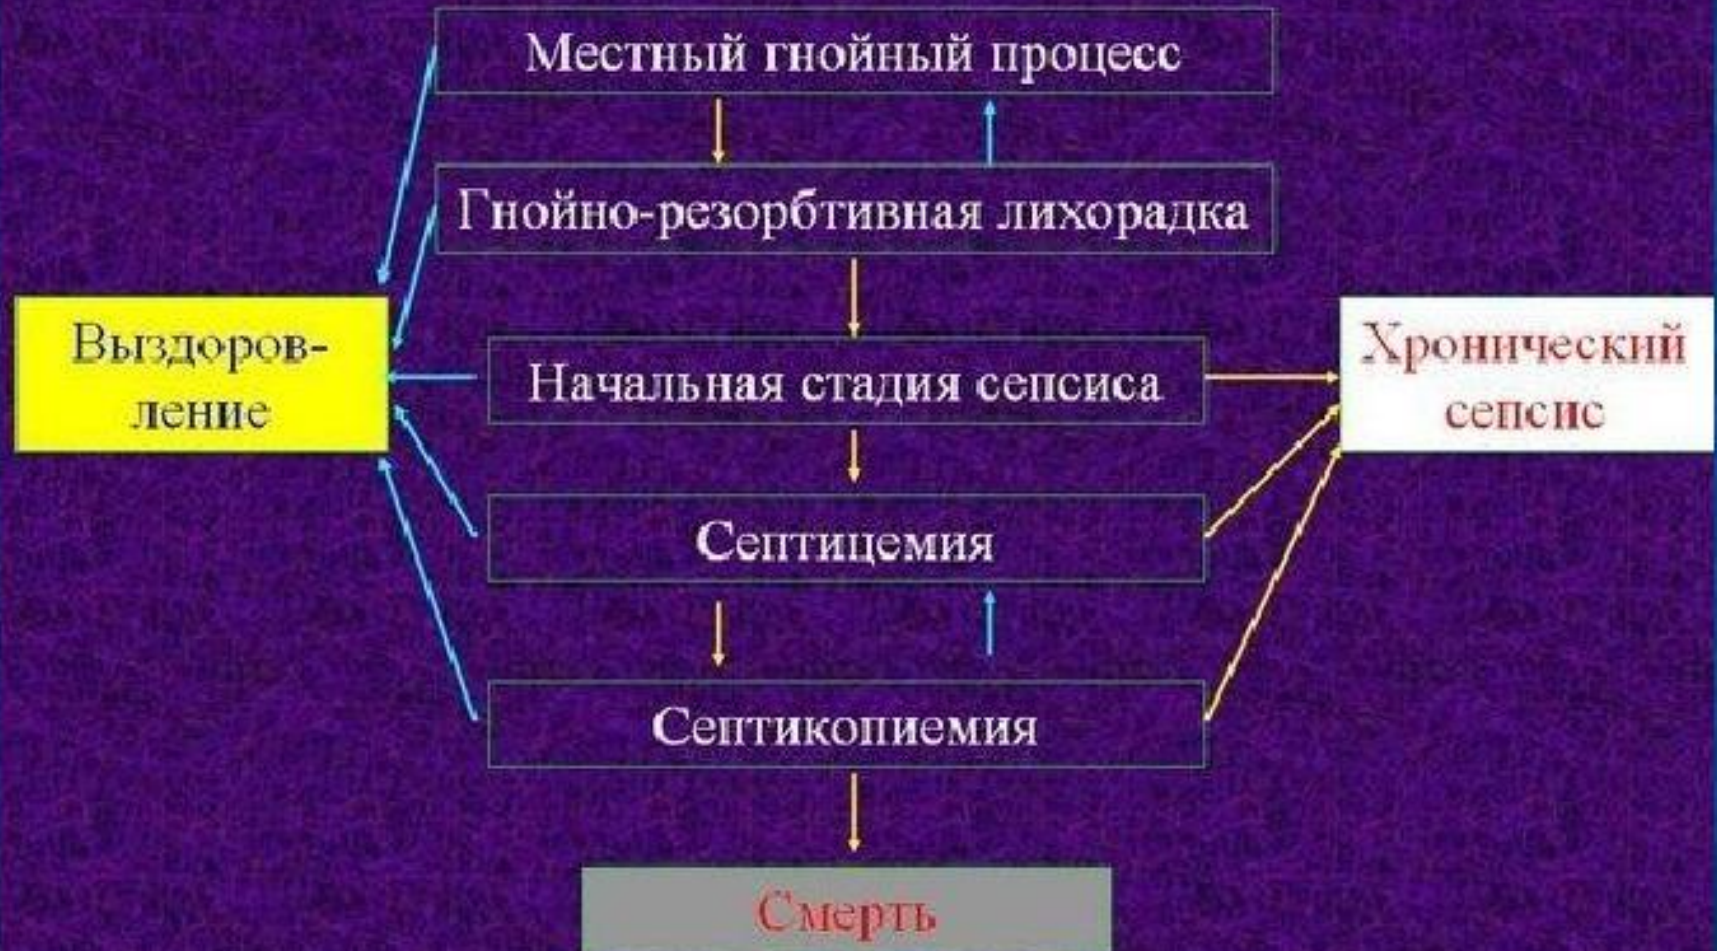 Местный гнойный процесс
Гнойно-резорбтивная лихорадка
Выздоров-
ление
Начальная стадия сепсиса
Хронический
сепсис
Септицемия
Септикопиемия
Смерть